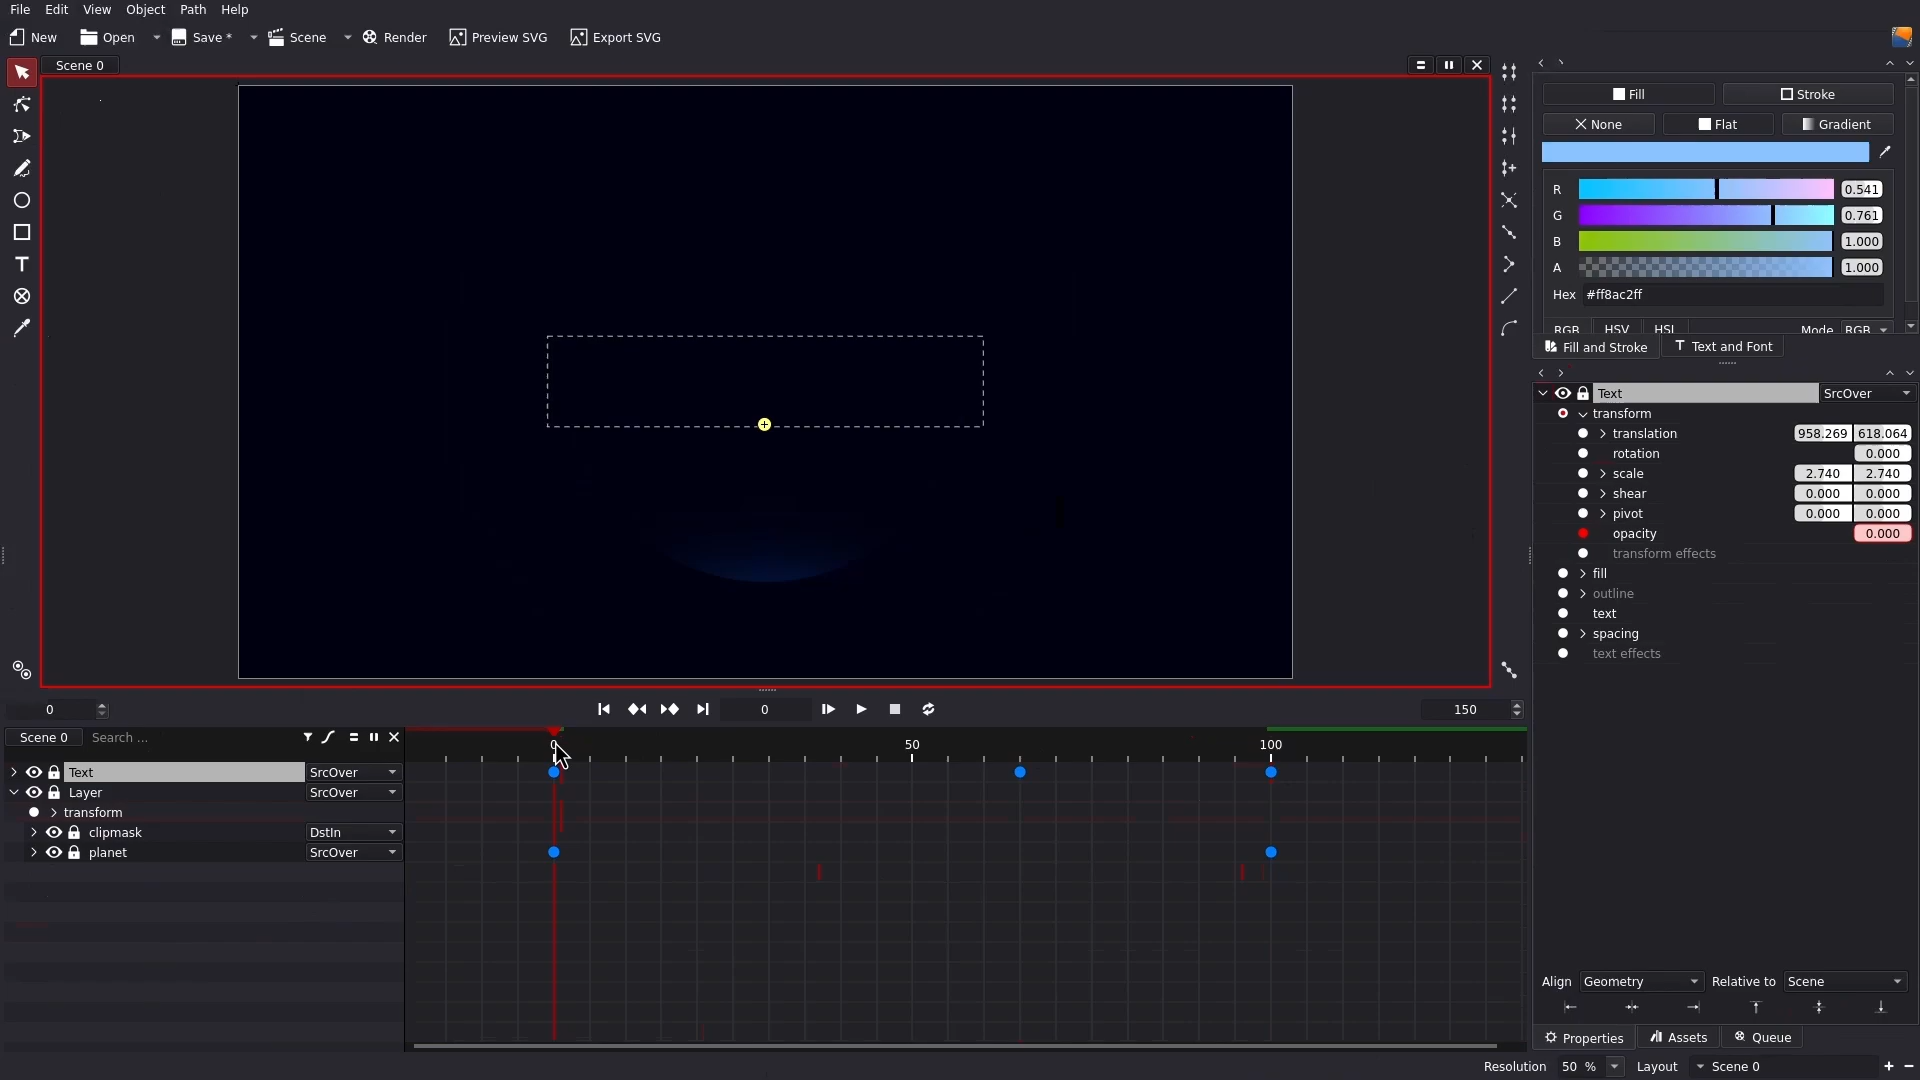 File Edit View Object Path Help
New Open Save * Scene Render Preview SVG Export SVG
Scene 0
Fill Stroke
None Flat Gradient
R 0.541
G 0.761
B 1.000
A 1.000
Hex #ff8ac2ff
RGB HSV HSL Mode RGB
Fill and Stroke Text and Font
Text SrcOver
transform
translation 958.269 618.064
rotation 0.000
scale 2.740 2.740
shear 0.000 0.000
pivot 0.000 0.000
opacity 0.000
transform effects
fill
outline
text
spacing
text effects
0 0 150
Scene 0 Search ...
0 50 100
Text SrcOver
Layer SrcOver
transform
clipmask DstIn
planet SrcOver
Align Geometry Relative to Scene
Properties Assets Queue
Resolution 50 % Layout Scene 0